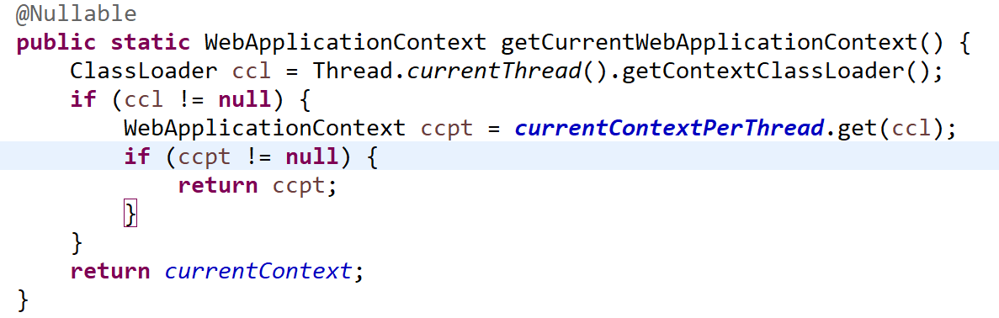 @Nullable
public static WebApplicationContext getCurrentWebApplicationContext() {
    ClassLoader ccl = Thread.currentThread().getContextClassLoader();
    if (ccl != null) {
        WebApplicationContext ccpt = currentContextPerThread.get(ccl);
        if (ccpt != null) {
            return ccpt;
        }
    }
    return currentContext;
}